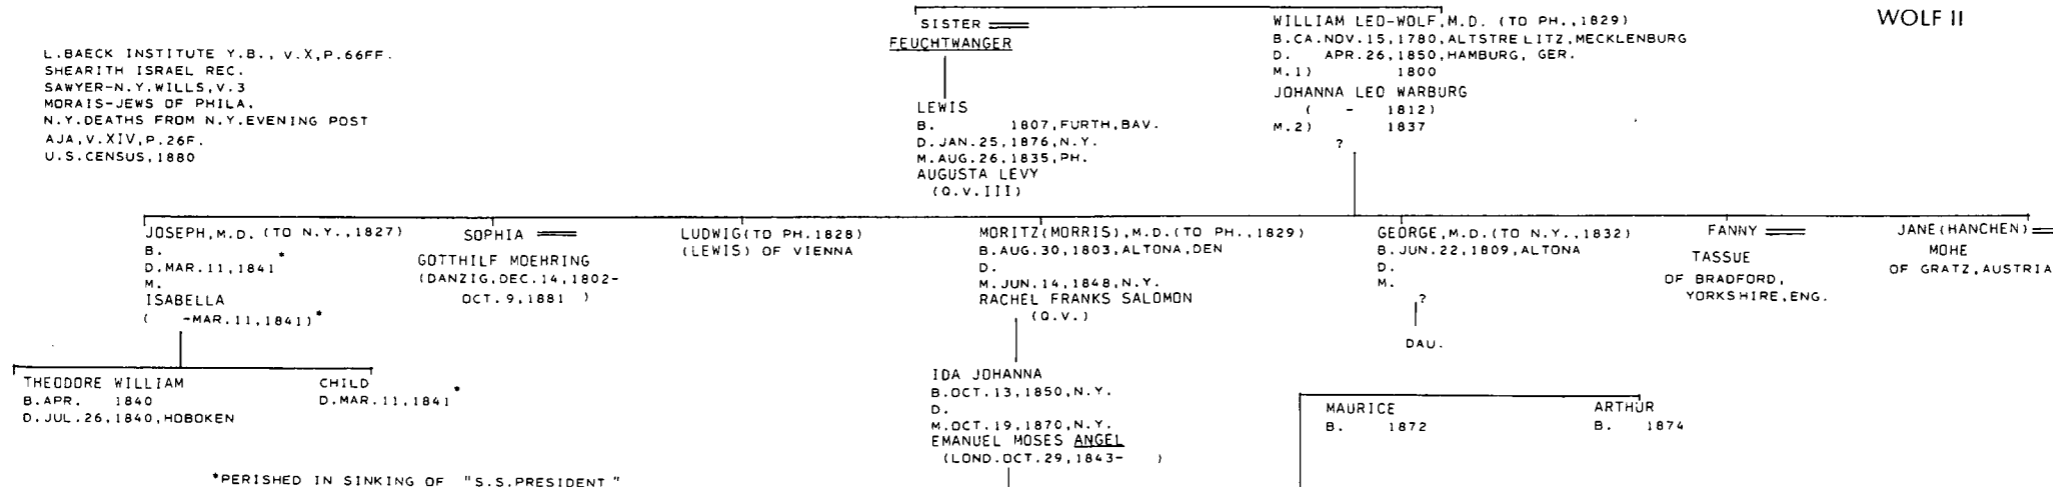 WOLF II
L.BAECK INSTITUTE Y.B., V.X,P.66FF.
SHEARITH ISRAEL REC.
SAWYER-N.Y.WILLS,V.3
MORAIS-JEWS OF PHILA.
N.Y.DEATHS FROM N.Y.EVENING POST
AJA,V.XIV,P.26F.
U.S.CENSUS,1880
SISTER
FEUCHTWANGER
LEWIS
B. 1807,FURTH,BAV.
D.JAN.25,1876,N.Y.
M.AUG.26,1835,PH.
AUGUSTA LEVY
(Q.V.III)
WILLIAM LEO-WOLF,M.D. (TO PH.,1829)
B.CA.NOV.15,1780,ALTSTRELITZ,MECKLENBURG
D. APR.26,1850,HAMBURG, GER.
M.1) 1800
JOHANNA LEO WARBURG
( - 1812)
M.2) 1837
?
JOSEPH,M.D. (TO N.Y.,1827)
B.
D.MAR.11,1841*
M.
ISABELLA
( -MAR.11,1841)*
SOPHIA
GOTTHILF MOEHRING
(DANZIG,DEC.14,1802-
OCT.9,1881 )
LUDWIG(TO PH.1828)
(LEWIS) OF VIENNA
MORITZ(MORRIS),M.D.(TO PH.,1829)
B.AUG.30,1803,ALTONA,DEN
D.
M.JUN.14,1848,N.Y.
RACHEL FRANKS SALOMON
(Q.V.)
GEORGE,M.D.(TO N.Y.,1832)
B.JUN.22,1809,ALTONA
D.
M.
?
DAU.
FANNY
TASSUE
OF BRADFORD,
YORKSHIRE,ENG.
JANE(HANCHEN)
MOHE
OF GRATZ,AUSTRIA
THEODORE WILLIAM
B.APR. 1840
D.JUL.26,1840,HOBOKEN
CHILD
D.MAR.11,1841*
IDA JOHANNA
B.OCT.13,1850,N.Y.
D.
M.OCT.19,1870,N.Y.
EMANUEL MOSES ANGEL
(LOND.OCT.29,1843- )
MAURICE
B. 1872
ARTHUR
B. 1874
*PERISHED IN SINKING OF "S.S.PRESIDENT"